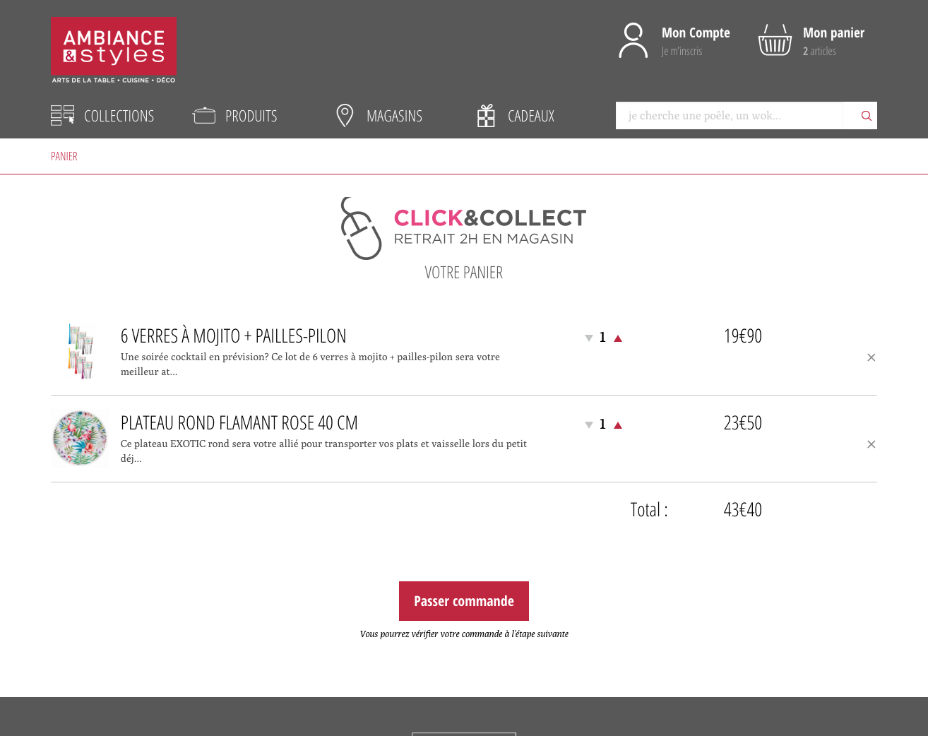 AMBIANCE
&styles
ARTS DE LA TABLE • CUISINE • DÉCO
Mon Compte
Je m'inscris
Mon panier
2 articles
COLLECTIONS
PRODUITS
MAGASINS
CADEAUX
je cherche une poêle, un wok...
PANIER
CLICK&COLLECT
RETRAIT 2H EN MAGASIN
VOTRE PANIER
6 VERRES À MOJITO + PAILLES-PILON
1
19€90
Une soirée cocktail en prévision? Ce lot de 6 verres à mojito + pailles-pilon sera votre
meilleur at...
×
PLATEAU ROND FLAMANT ROSE 40 CM
1
23€50
Ce plateau EXOTIC rond sera votre allié pour transporter vos plats et vaisselle lors du petit
déj...
×
Total :
43€40
Passer commande
Vous pourrez vérifier votre commande à l'étape suivante